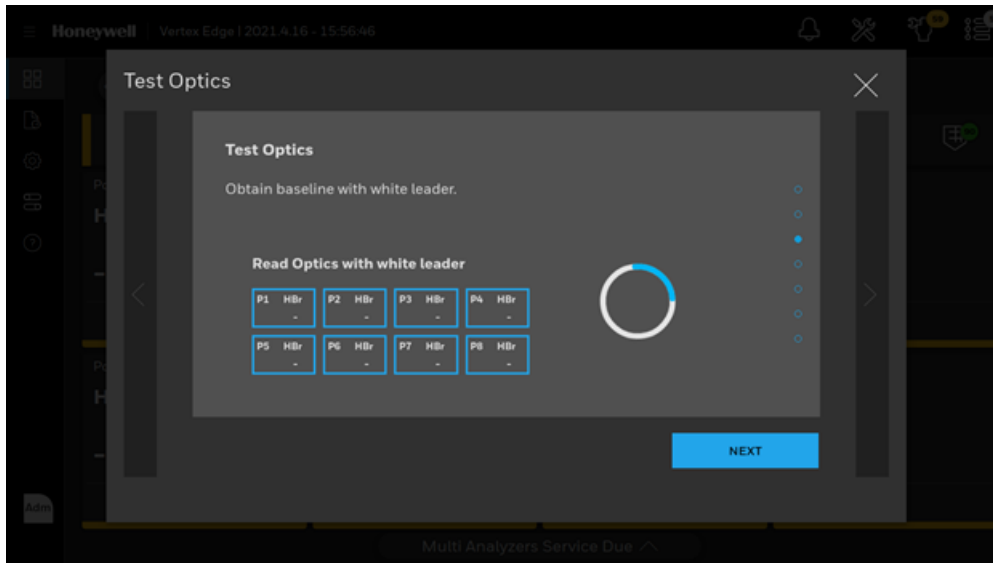 Honeywell | Vertex Edge | 2021.4.16 - 15:56:46
Test Optics
Test Optics
Obtain baseline with white leader.
Read Optics with white leader
P1 HBr P2 HBr P3 HBr P4 HBr
- - - -
P5 HBr P6 HBr P7 HBr P8 HBr
- - - -
NEXT
Adm
Multi Analyzers Service Due